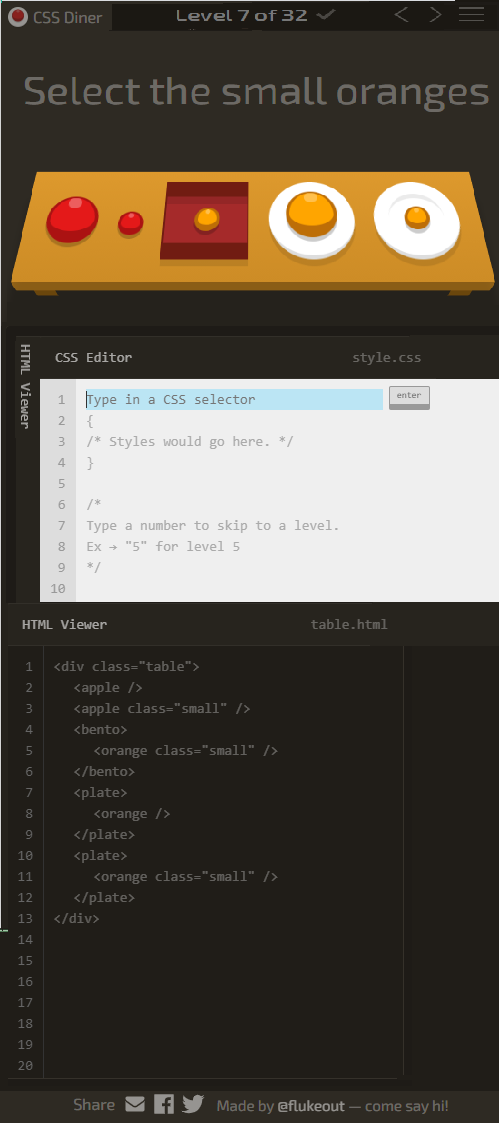 CSS Diner
Level 7 of 32
Select the small oranges
HTML Viewer
CSS Editor style.css
1 Type in a CSS selector enter
2 {
3 /* Styles would go here. */
4 }
5
6 /*
7 Type a number to skip to a level.
8 Ex → "5" for level 5
9 */
10
HTML Viewer table.html
1 <div class="table">
2 <apple />
3 <apple class="small" />
4 <bento>
5 <orange class="small" />
6 </bento>
7 <plate>
8 <orange />
9 </plate>
10 <plate>
11 <orange class="small" />
12 </plate>
13 </div>
14
15
16
17
18
19
20
Share Made by @flukeout — come say hi!